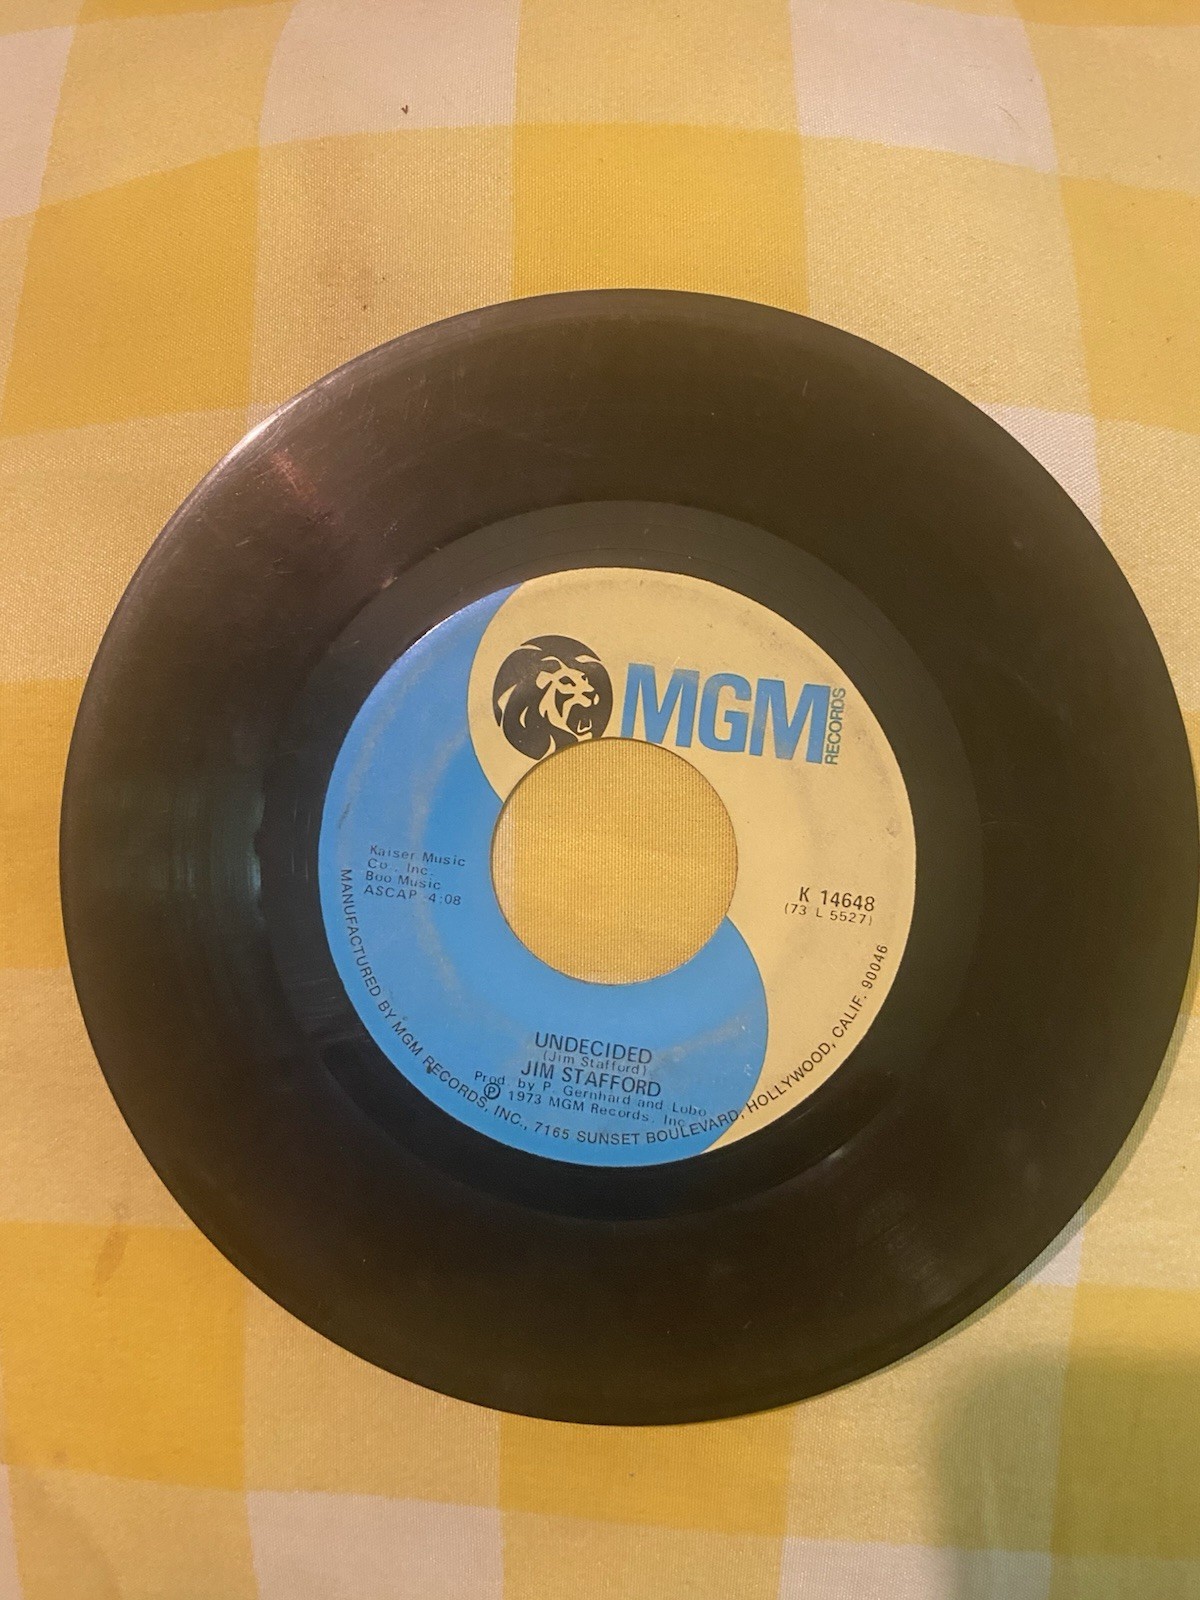 MGM RECORDS
Kaiser Music
Co., Inc.
Boo Music
ASCAP 4:08
K 14648
(73 L 5527)
UNDECIDED
(Jim Stafford)
JIM STAFFORD
Prod. by P. Gernhard and Lobo
℗ 1973 MGM Records, Inc.
MANUFACTURED BY MGM RECORDS, INC., 7165 SUNSET BOULEVARD, HOLLYWOOD, CALIF. 90046